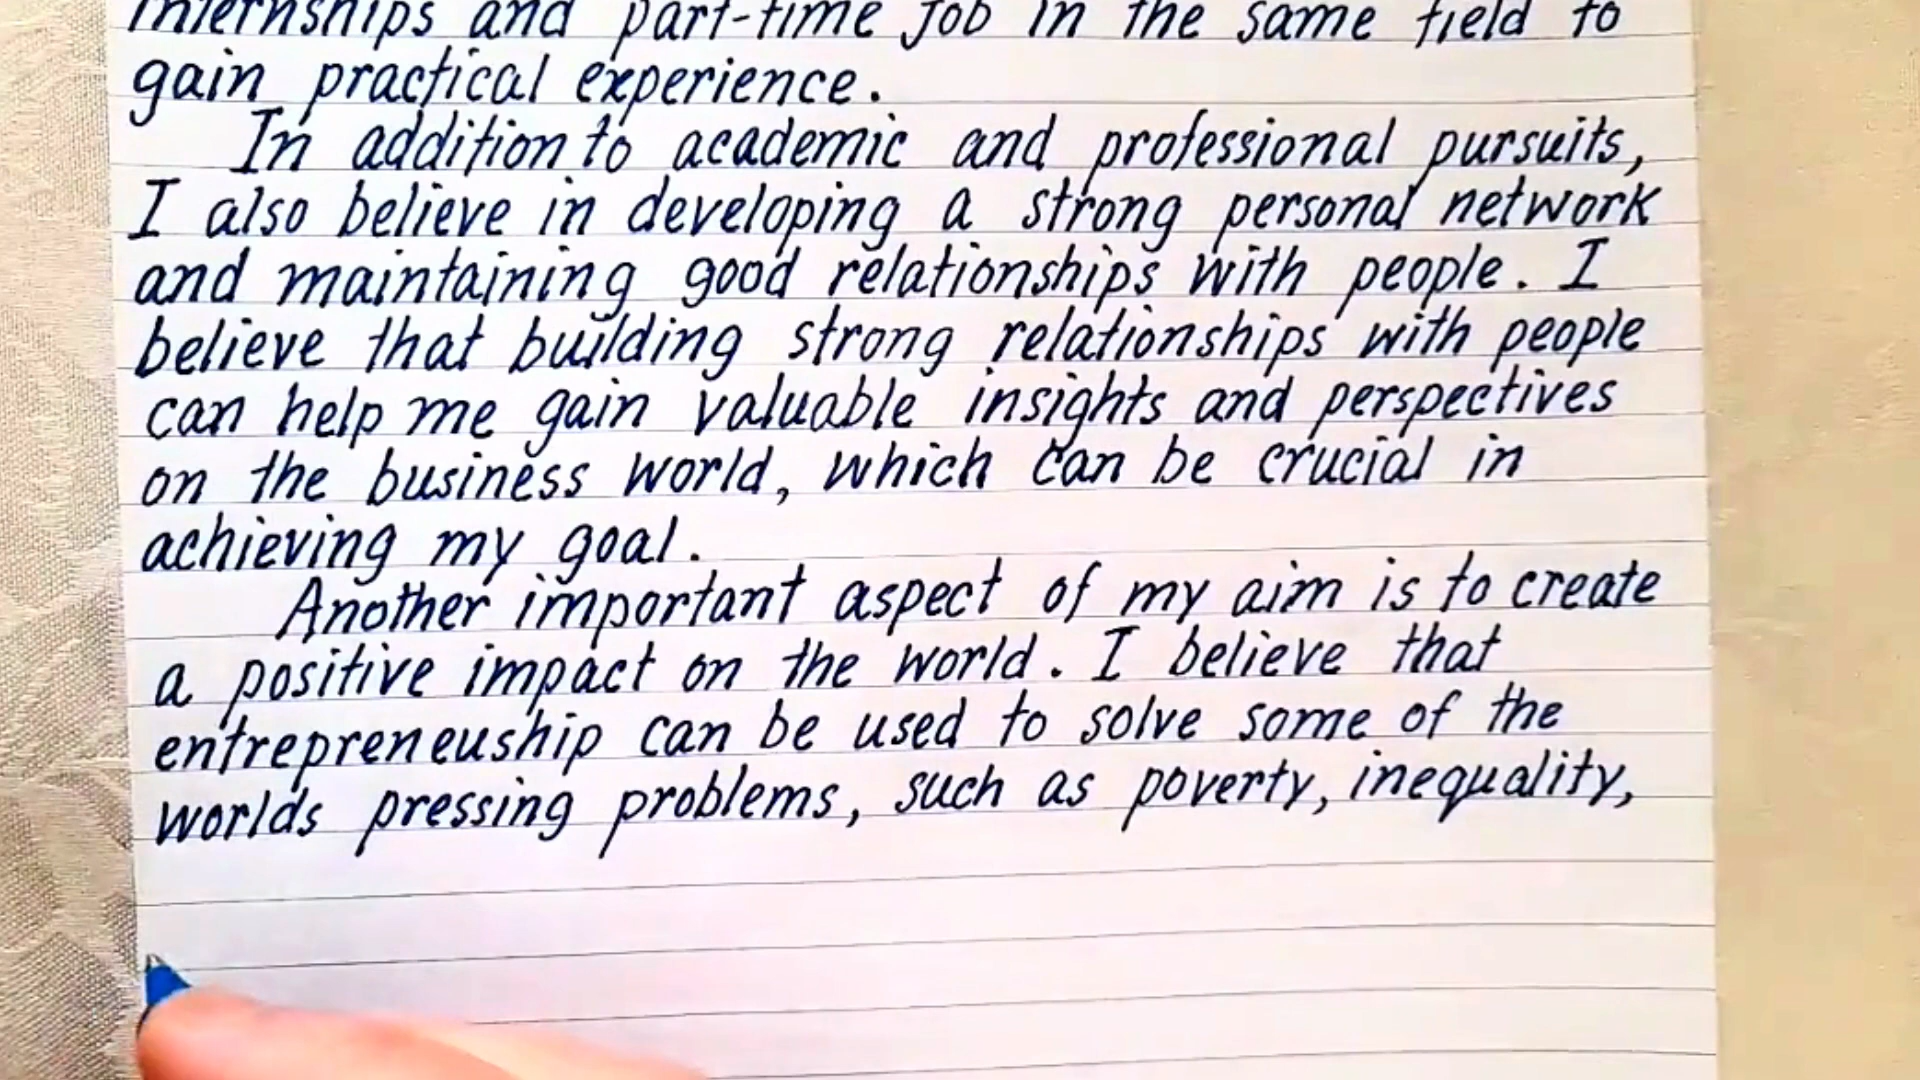 internships and part-time job in the same field to
gain practical experience.
In addition to academic and professional pursuits,
I also believe in developing a strong personal network
and maintaining good relationships with people. I
believe that building strong relationships with people
can help me gain valuable insights and perspectives
on the business world, which can be crucial in
achieving my goal.
Another important aspect of my aim is to create
a positive impact on the world. I believe that
entrepreneuship can be used to solve some of the
worlds pressing problems, such as poverty, inequality,